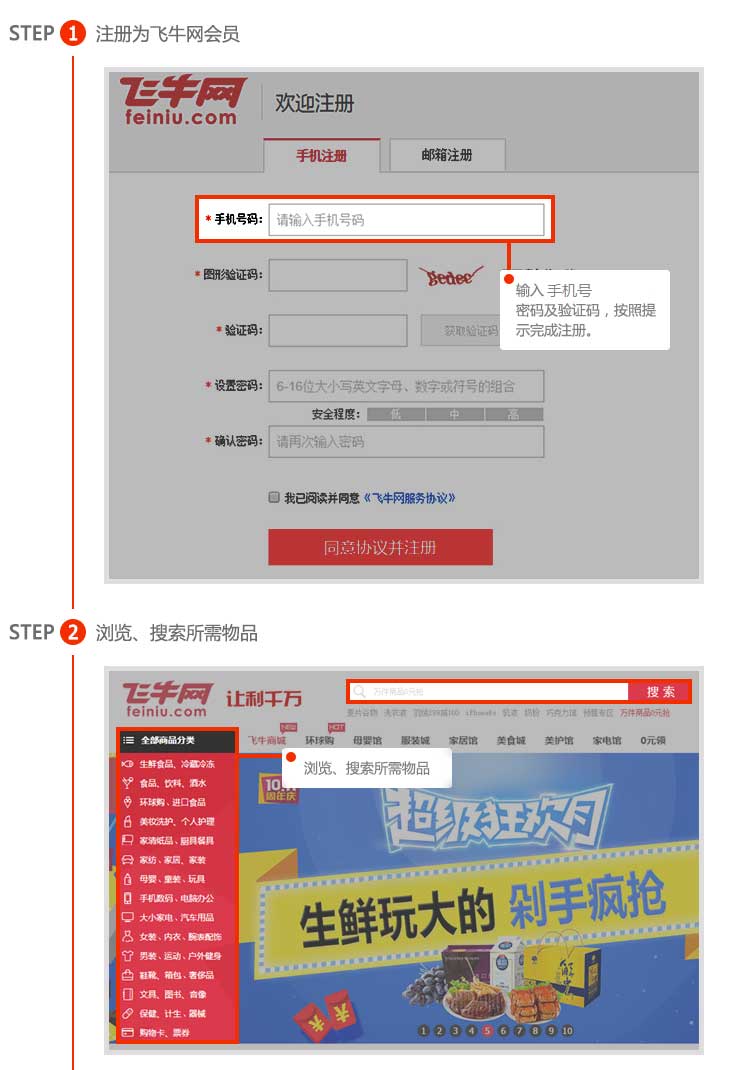 STEP 1 注册为飞牛网会员
飞牛网
feiniu.com
欢迎注册
手机注册 邮箱注册
* 手机号码: 请输入手机号码
* 图形验证码:
输入 手机号
密码及验证码，按照提
示完成注册。
* 验证码: 获取验证码
* 设置密码: 6-16位大小写英文字母、数字或符号的组合
安全程度: 低 中 高
* 确认密码: 请再次输入密码
我已阅读并同意《飞牛网服务协议》
同意协议并注册
STEP 2 浏览、搜索所需物品
飞牛网
feiniu.com
让利千万
万件商品0元抢 搜 索
万件商品0元抢
全部商品分类 飞牛商城 NEW 环球购 HOT 母婴馆 服装城 家居馆 美食城 美护馆 家电馆 0元领
浏览、搜索所需物品
生鲜食品、冷藏冷冻
食品、饮料、酒水
环球购、进口食品
美妆洗护、个人护理
家清纸品、厨具餐具
家纺、家居、家装
母婴、童装、玩具
手机数码、电脑办公
大小家电、汽车用品
女装、内衣、腕表配饰
男装、运动、户外健身
鞋靴、箱包、奢侈品
文具、图书、音像
保健、计生、器械
购物卡、票券
周年庆
超级狂欢月
生鲜玩大的 剁手疯抢
1 2 3 4 5 6 7 8 9 10